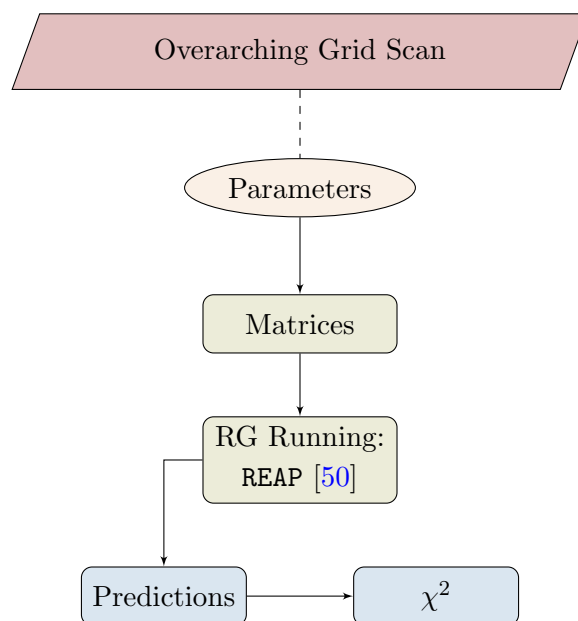 Overarching Grid Scan
Parameters
Matrices
RG Running:
REAP [50]
Predictions
χ²